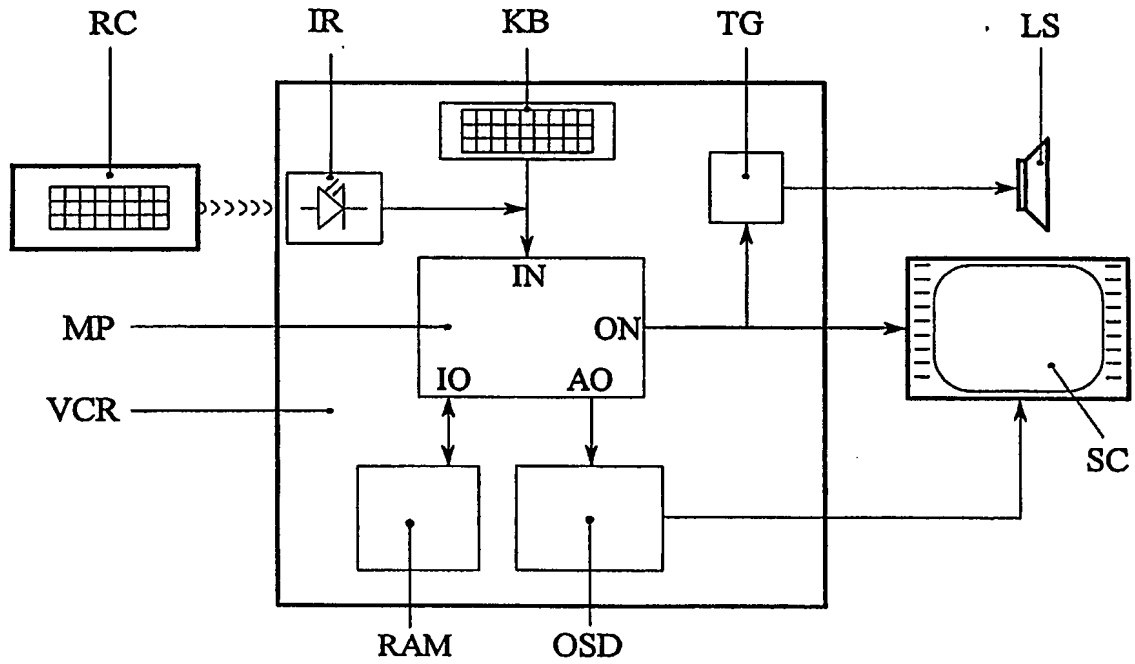 RC IR KB TG LS
IN
MP ON
IO AO
VCR
SC
RAM OSD